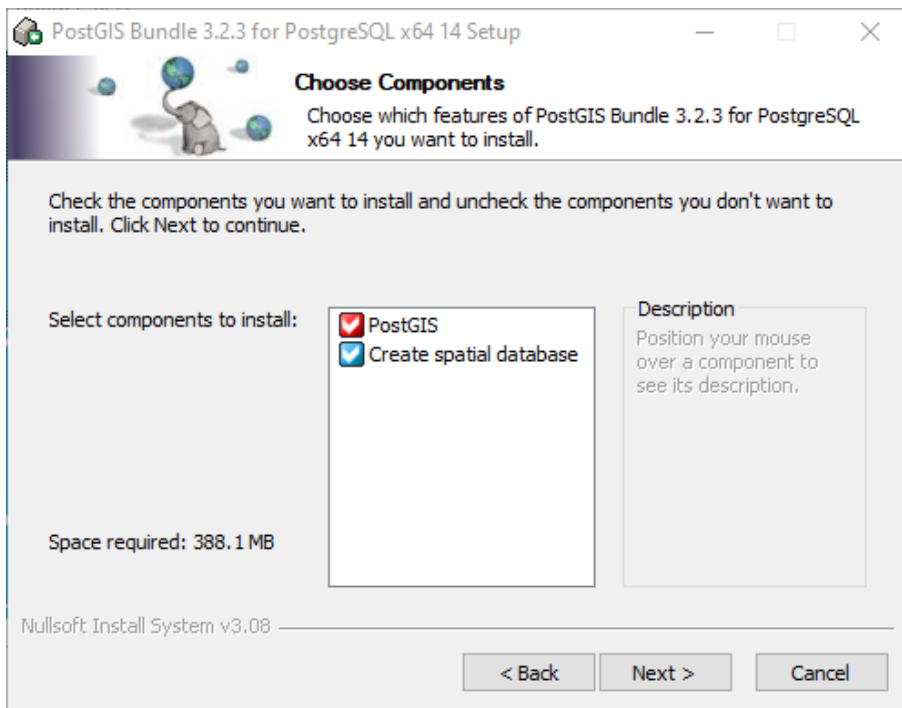 PostGIS Bundle 3.2.3 for PostgreSQL x64 14 Setup
Choose Components
Choose which features of PostGIS Bundle 3.2.3 for PostgreSQL
x64 14 you want to install.
Check the components you want to install and uncheck the components you don't want to
install. Click Next to continue.
Select components to install:
PostGIS
Create spatial database
Description
Position your mouse
over a component to
see its description.
Space required: 388.1 MB
Nullsoft Install System v3.08
< Back
Next >
Cancel